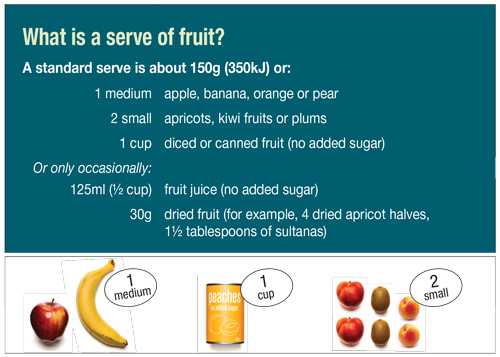 What is a serve of fruit?
A standard serve is about 150g (350kJ) or:
1 medium apple, banana, orange or pear
2 small apricots, kiwi fruits or plums
1 cup diced or canned fruit (no added sugar)
Or only occasionally:
125ml (½ cup) fruit juice (no added sugar)
30g dried fruit (for example, 4 dried apricot halves,
1½ tablespoons of sultanas)
1
medium
peaches
no added sugar
1
cup
2
small